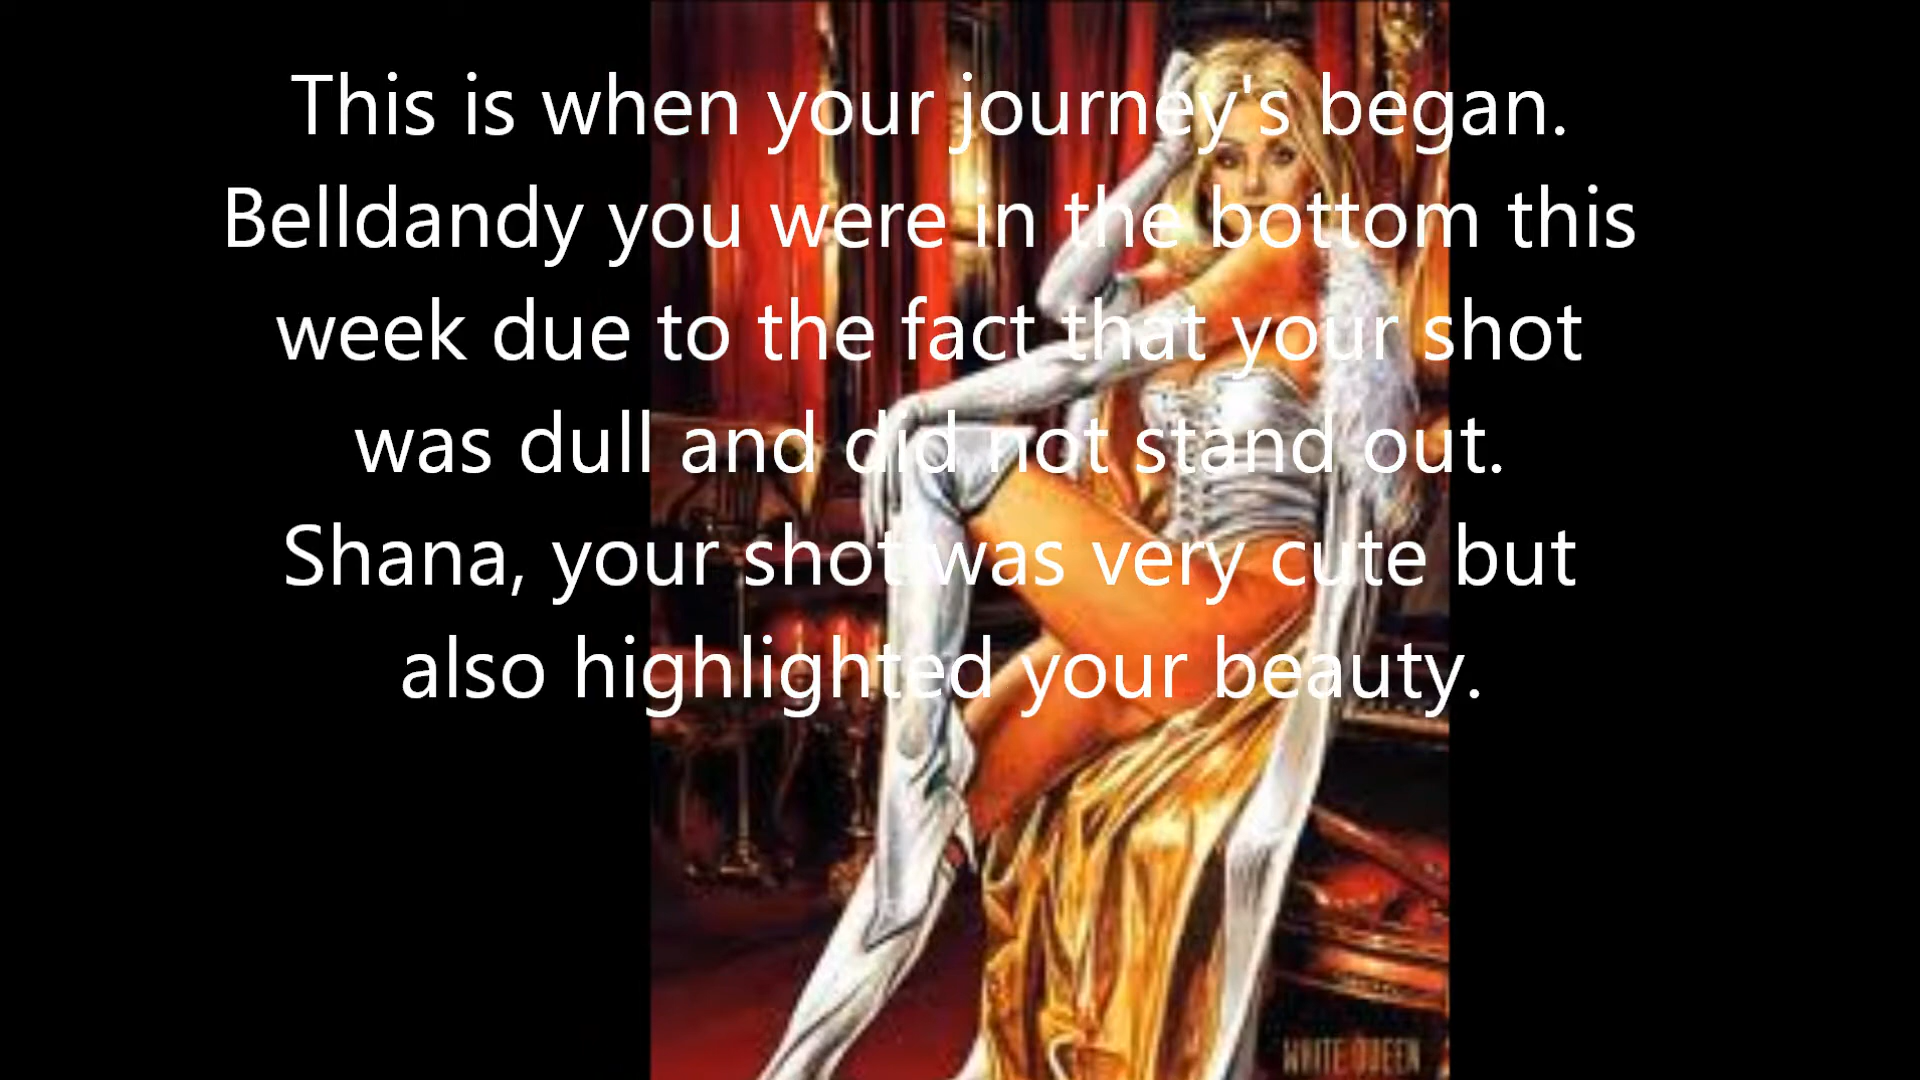 This is when your journey's began.
Belldandy you were in the bottom this
week due to the fact that your shot
was dull and did not stand out.
Shana, your shot was very cute but
also highlighted your beauty.
WHITE QUEEN